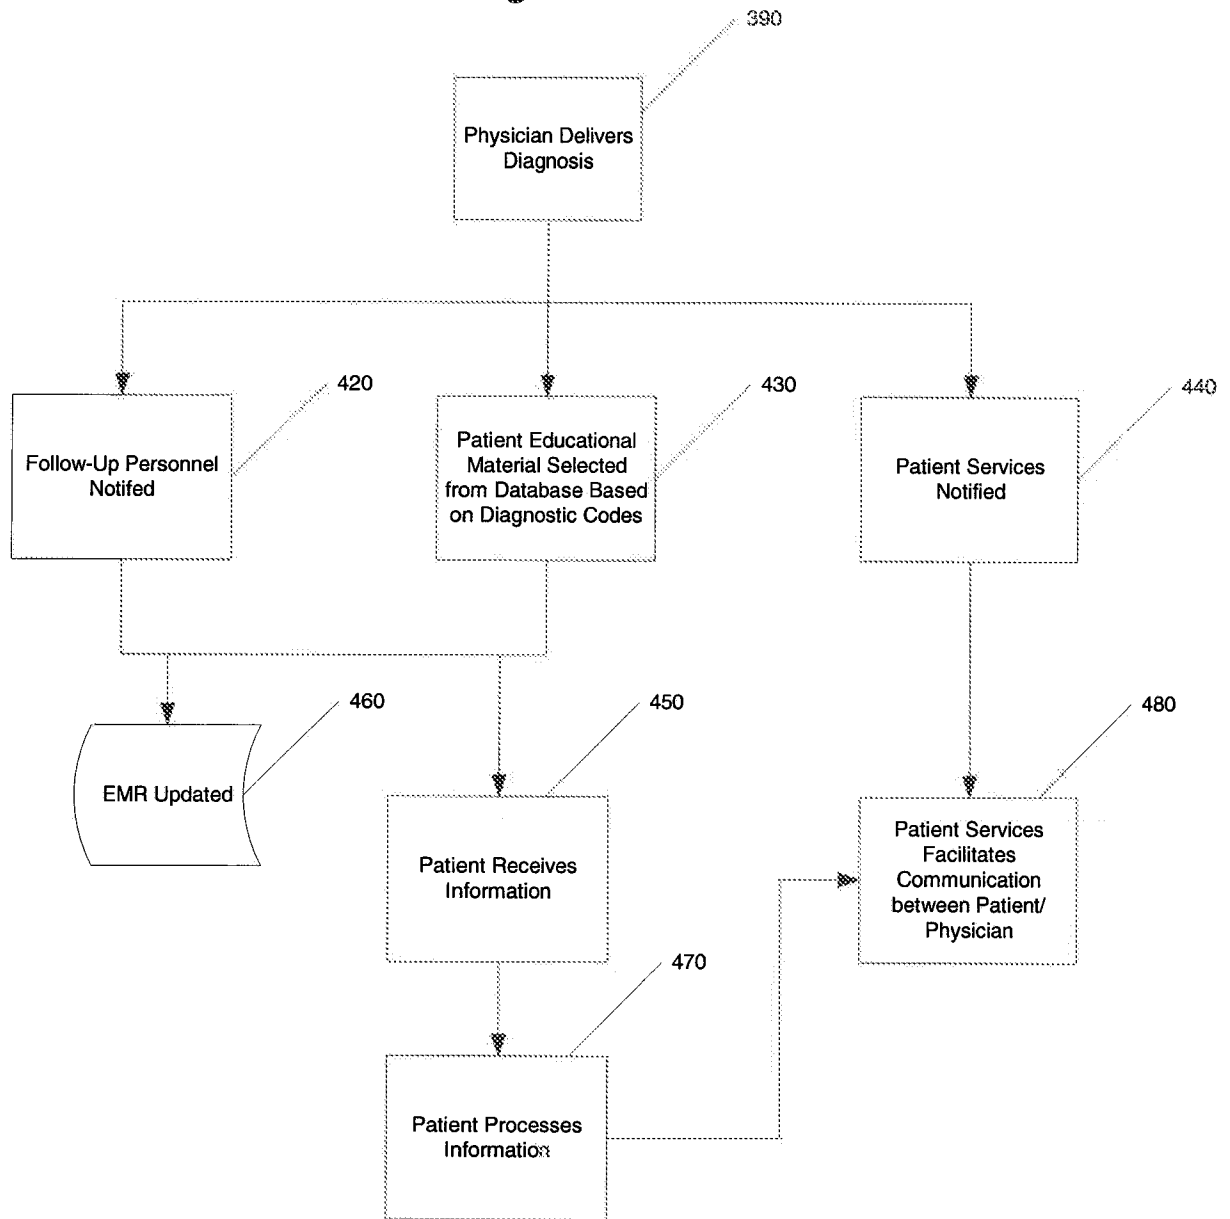 390
Physician Delivers
Diagnosis
420
430
440
Follow-Up Personnel
Notifed
Patient Educational
Material Selected
from Database Based
on Diagnostic Codes
Patient Services
Notified
460
450
480
EMR Updated
Patient Receives
Information
Patient Services
Facilitates
Communication
between Patient/
Physician
470
Patient Processes
Information